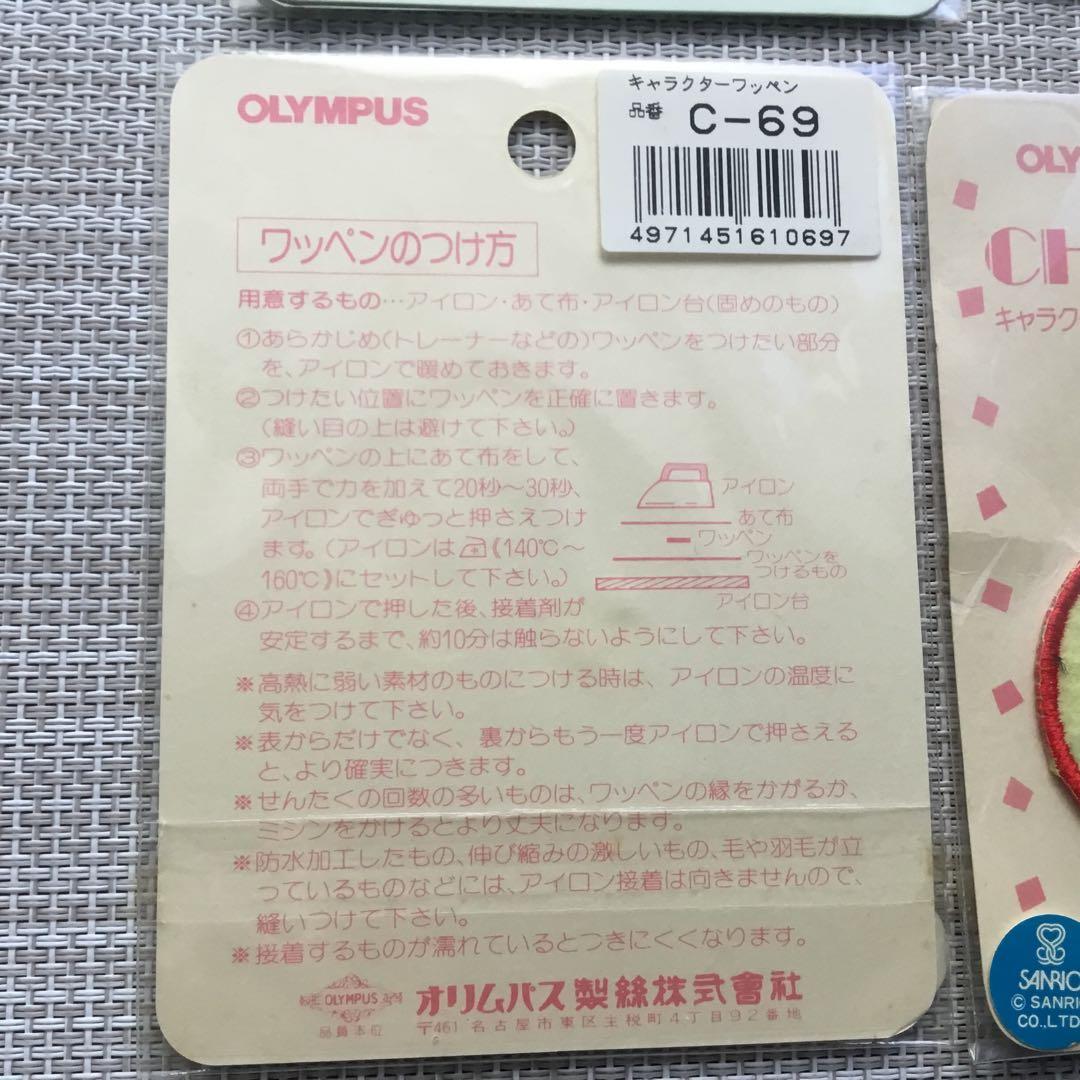 OLYMPUS
キャラクターワッペン
品番 C-69
4971451610697
ワッペンのつけ方
用意するもの…アイロン・あて布・アイロン台(固めのもの)
①あらかじめ(トレーナーなどの)ワッペンをつけたい部分
を、アイロンで暖めておきます。
②つけたい位置にワッペンを正確に置きます。
(縫い目の上は避けて下さい。)
③ワッペンの上にあて布をして、
両手で力を加えて20秒〜30秒、
アイロンでぎゅっと押さえつけ
ます。(アイロンは《140℃〜
160℃》にセットして下さい。)
アイロン
あて布
ワッペン
ワッペンを
つけるもの
アイロン台
④アイロンで押した後、接着剤が
安定するまで、約10分は触らないようにして下さい。
※高熱に弱い素材のものにつける時は、アイロンの温度に
気をつけて下さい。
※表からだけでなく、裏からもう一度アイロンで押さえる
と、より確実につきます。
※せんたくの回数の多いものは、ワッペンの縁をかがるか、
ミシンをかけるとより丈夫になります。
※防水加工したもの、伸び縮みの激しいもの、毛や羽毛が立
っているものなどには、アイロン接着は向きませんので、
縫いつけて下さい。
※接着するものが濡れているとつきにくくなります。
OLYMPUS
品質本位
オリムパス製絲株式會社
〒461 名古屋市東区主税町4丁目92番地
OLY
CH
キャラク
SANRIO
© SANRI
CO.,LTD